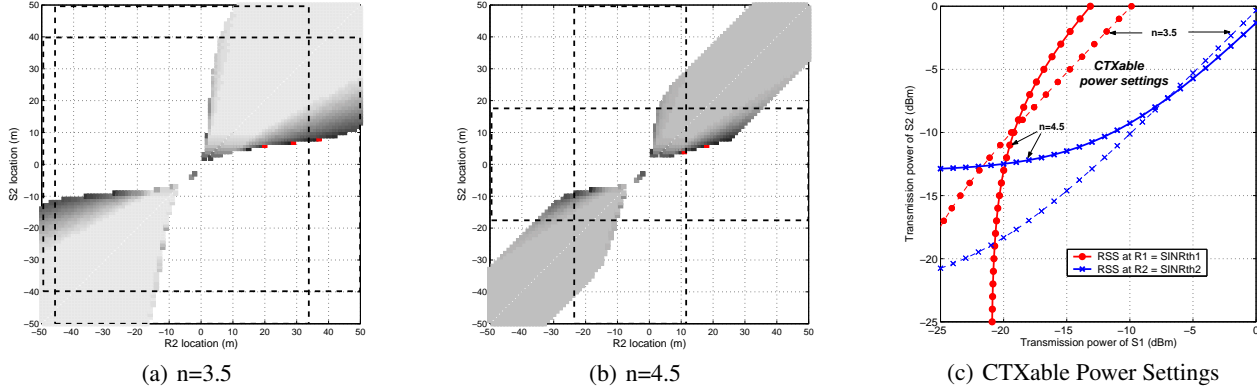 50
40
30
20
10
0
−10
−20
−30
−40
−50
S2 location (m)
−50 −40 −30 −20 −10 0 10 20 30 40 50
R2 location (m)
(a) n=3.5
50
40
30
20
10
0
−10
−20
−30
−40
−50
S2 location (m)
−50 −40 −30 −20 −10 0 10 20 30 40 50
R2 location (m)
(b) n=4.5
0
−5
−10
−15
−20
−25
Transmission power of S2 (dBm)
n=3.5
CTXable
power settings
n=4.5
RSS at R1 = SINRth1
RSS at R2 = SINRth2
−25 −20 −15 −10 −5 0
Transmission power of S1 (dBm)
(c) CTXable Power Settings